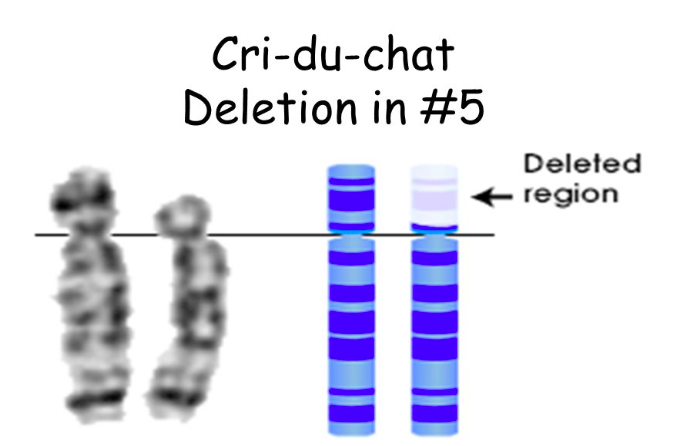 Cri-du-chat
Deletion in #5
Deleted
region